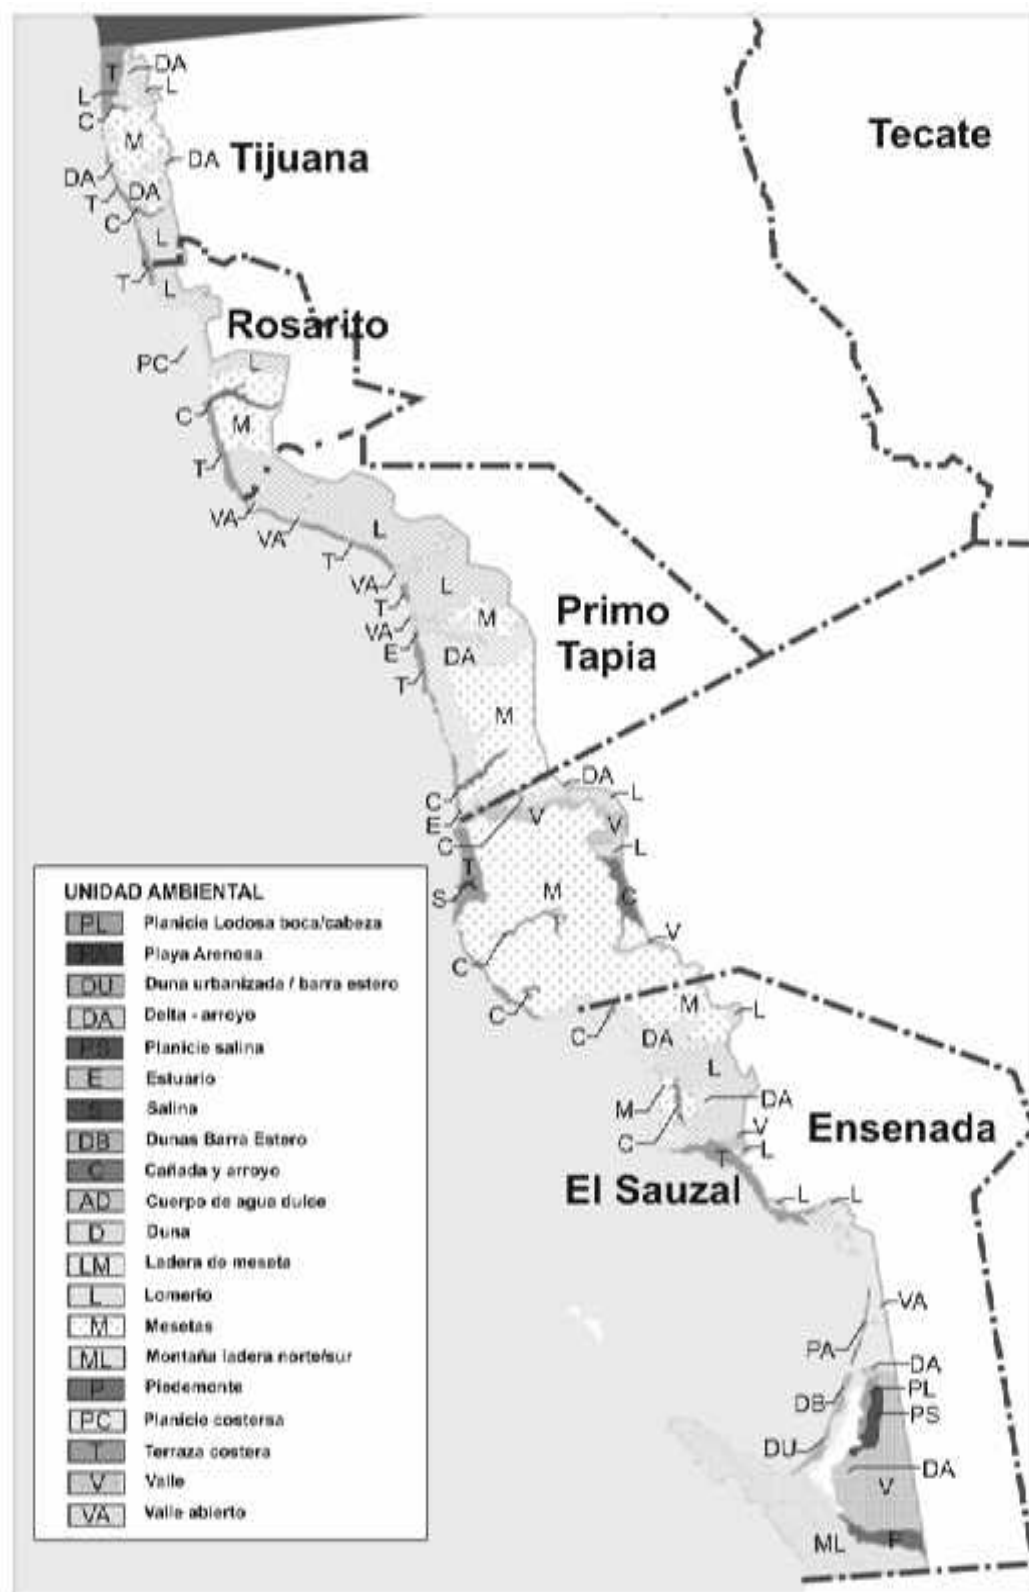 T
DA
L
L
C
M
DA
Tijuana
Tecate
DA
T
DA
C
L
T
L
Rosarito
PC
L
C
M
T
VA
VA
L
T
VA
L
T
M
Primo
VA
E
DA
Tapia
T
M
DA
C
L
E
V
V
C
L
T
M
S
C
V
C
M
C
L
C
DA
L
M
DA
V
Ensenada
C
L
T
El Sauzal
L
L
VA
PA
DA
DB
PL
PS
DU
DA
V
ML
P
UNIDAD AMBIENTAL
PL Planicie Lodosa boca/cabeza
PA Playa Arenosa
DU Duna urbanizada / barra estero
DA Delta - arroyo
PS Planicie salina
E Estuario
S Salina
DB Dunas Barra Estero
C Cañada y arroyo
AD Cuerpo de agua dulce
D Duna
LM Ladera de meseta
L Lomerio
M Mesetas
ML Montaña ladera norte/sur
P Piedemonte
PC Planicie costersa
T Terraza costera
V Valle
VA Valle abierto